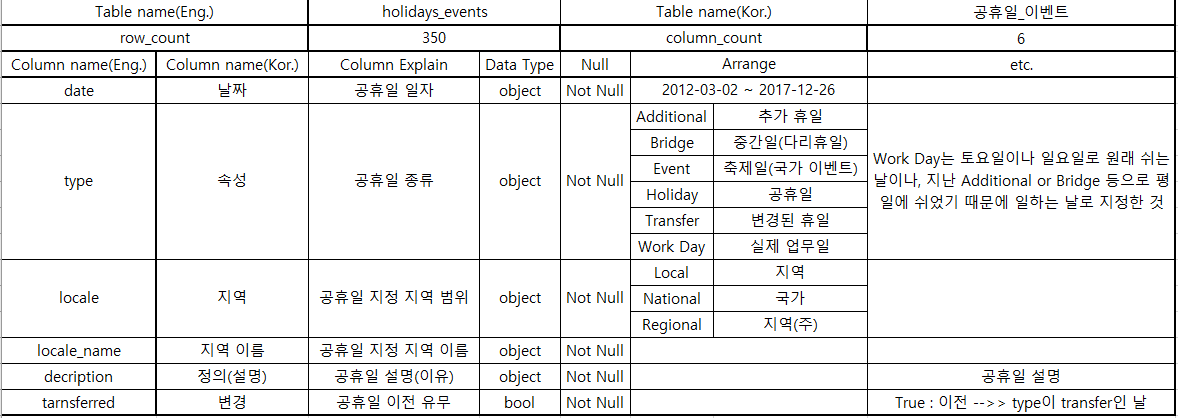 Table name(Eng.) holidays_events Table name(Kor.) 공휴일_이벤트
row_count 350 column_count 6
Column name(Eng.) Column name(Kor.) Column Explain Data Type Null Arrange etc.
date 날짜 공휴일 일자 object Not Null 2012-03-02 ~ 2017-12-26
type 속성 공휴일 종류 object Not Null
Additional 추가 휴일
Bridge 중간일(다리휴일)
Event 축제일(국가 이벤트)
Holiday 공휴일
Transfer 변경된 휴일
Work Day 실제 업무일
Work Day는 토요일이나 일요일로 원래 쉬는
날이나, 지난 Additional or Bridge 등으로 평
일에 쉬었기 때문에 일하는 날로 지정한 것
locale 지역 공휴일 지정 지역 범위 object Not Null
Local 지역
National 국가
Regional 지역(주)
locale_name 지역 이름 공휴일 지정 지역 이름 object Not Null
decription 정의(설명) 공휴일 설명(이유) object Not Null 공휴일 설명
tarnsferred 변경 공휴일 이전 유무 bool Not Null True : 이전 -->> type이 transfer인 날